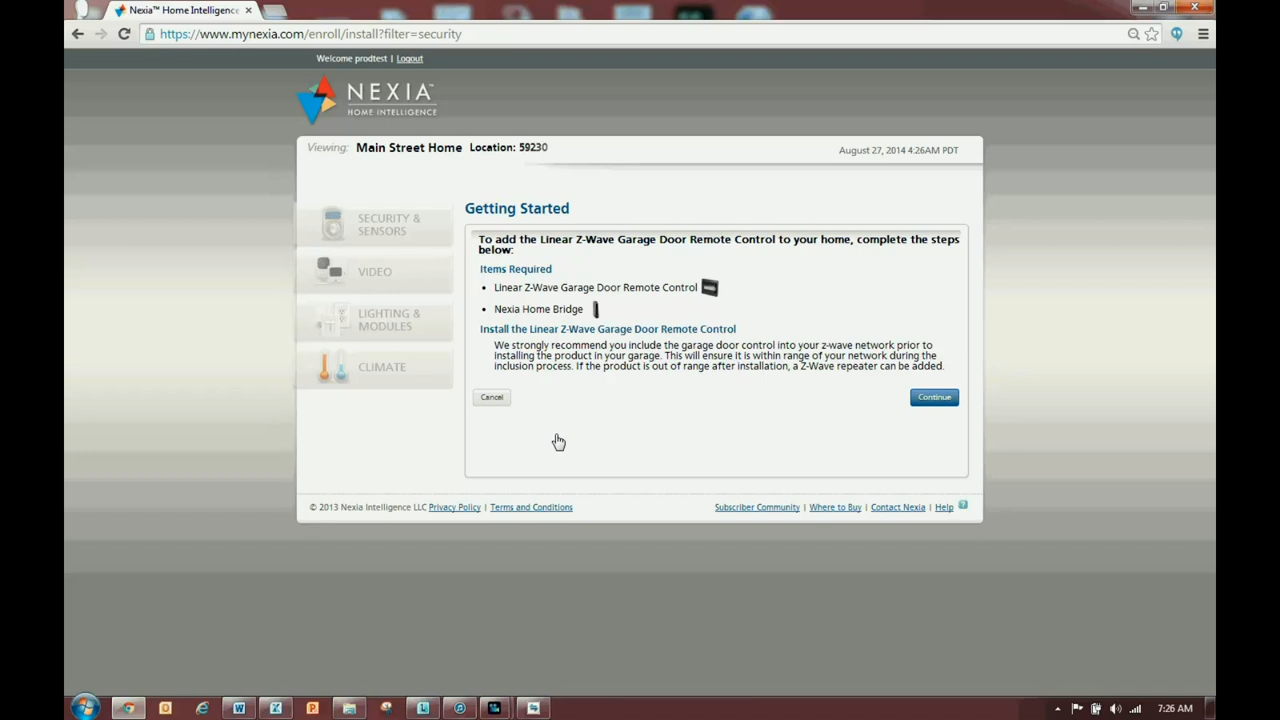 Nexia™ Home Intelligence
https://www.mynexia.com/enroll/install?filter=security
Welcome prodtest | Logout
NEXIA™
HOME INTELLIGENCE
Viewing: Main Street Home Location: 59230
August 27, 2014 4:26AM PDT
SECURITY &
SENSORS
VIDEO
LIGHTING &
MODULES
CLIMATE
Getting Started
To add the Linear Z-Wave Garage Door Remote Control to your home, complete the steps
below:
Items Required
• Linear Z-Wave Garage Door Remote Control
• Nexia Home Bridge
Install the Linear Z-Wave Garage Door Remote Control
We strongly recommend you include the garage door control into your z-wave network prior to
installing the product in your garage. This will ensure it is within range of your network during the
inclusion process. If the product is out of range after installation, a Z-Wave repeater can be added.
Cancel
Continue
© 2013 Nexia Intelligence LLC Privacy Policy | Terms and Conditions
Subscriber Community | Where to Buy | Contact Nexia | Help ?
7:26 AM